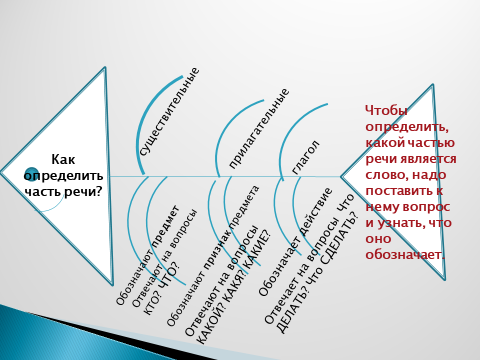 Как
определить
часть речи?
существительные
прилагательные
глагол
Обозначают предмет
Отвечают на вопросы
КТО? ЧТО?
Обозначают признак предмета
Отвечают на вопросы
КАКОЙ? КАКЯ? КАКИЕ?
Обозначает действие
Отвечает на вопросы Что
ДЕЛАТЬ? Что СДЕЛАТЬ?
Чтобы
определить,
какой частью
речи является
слово, надо
поставить к
нему вопрос
и узнать, что
оно
обозначает.